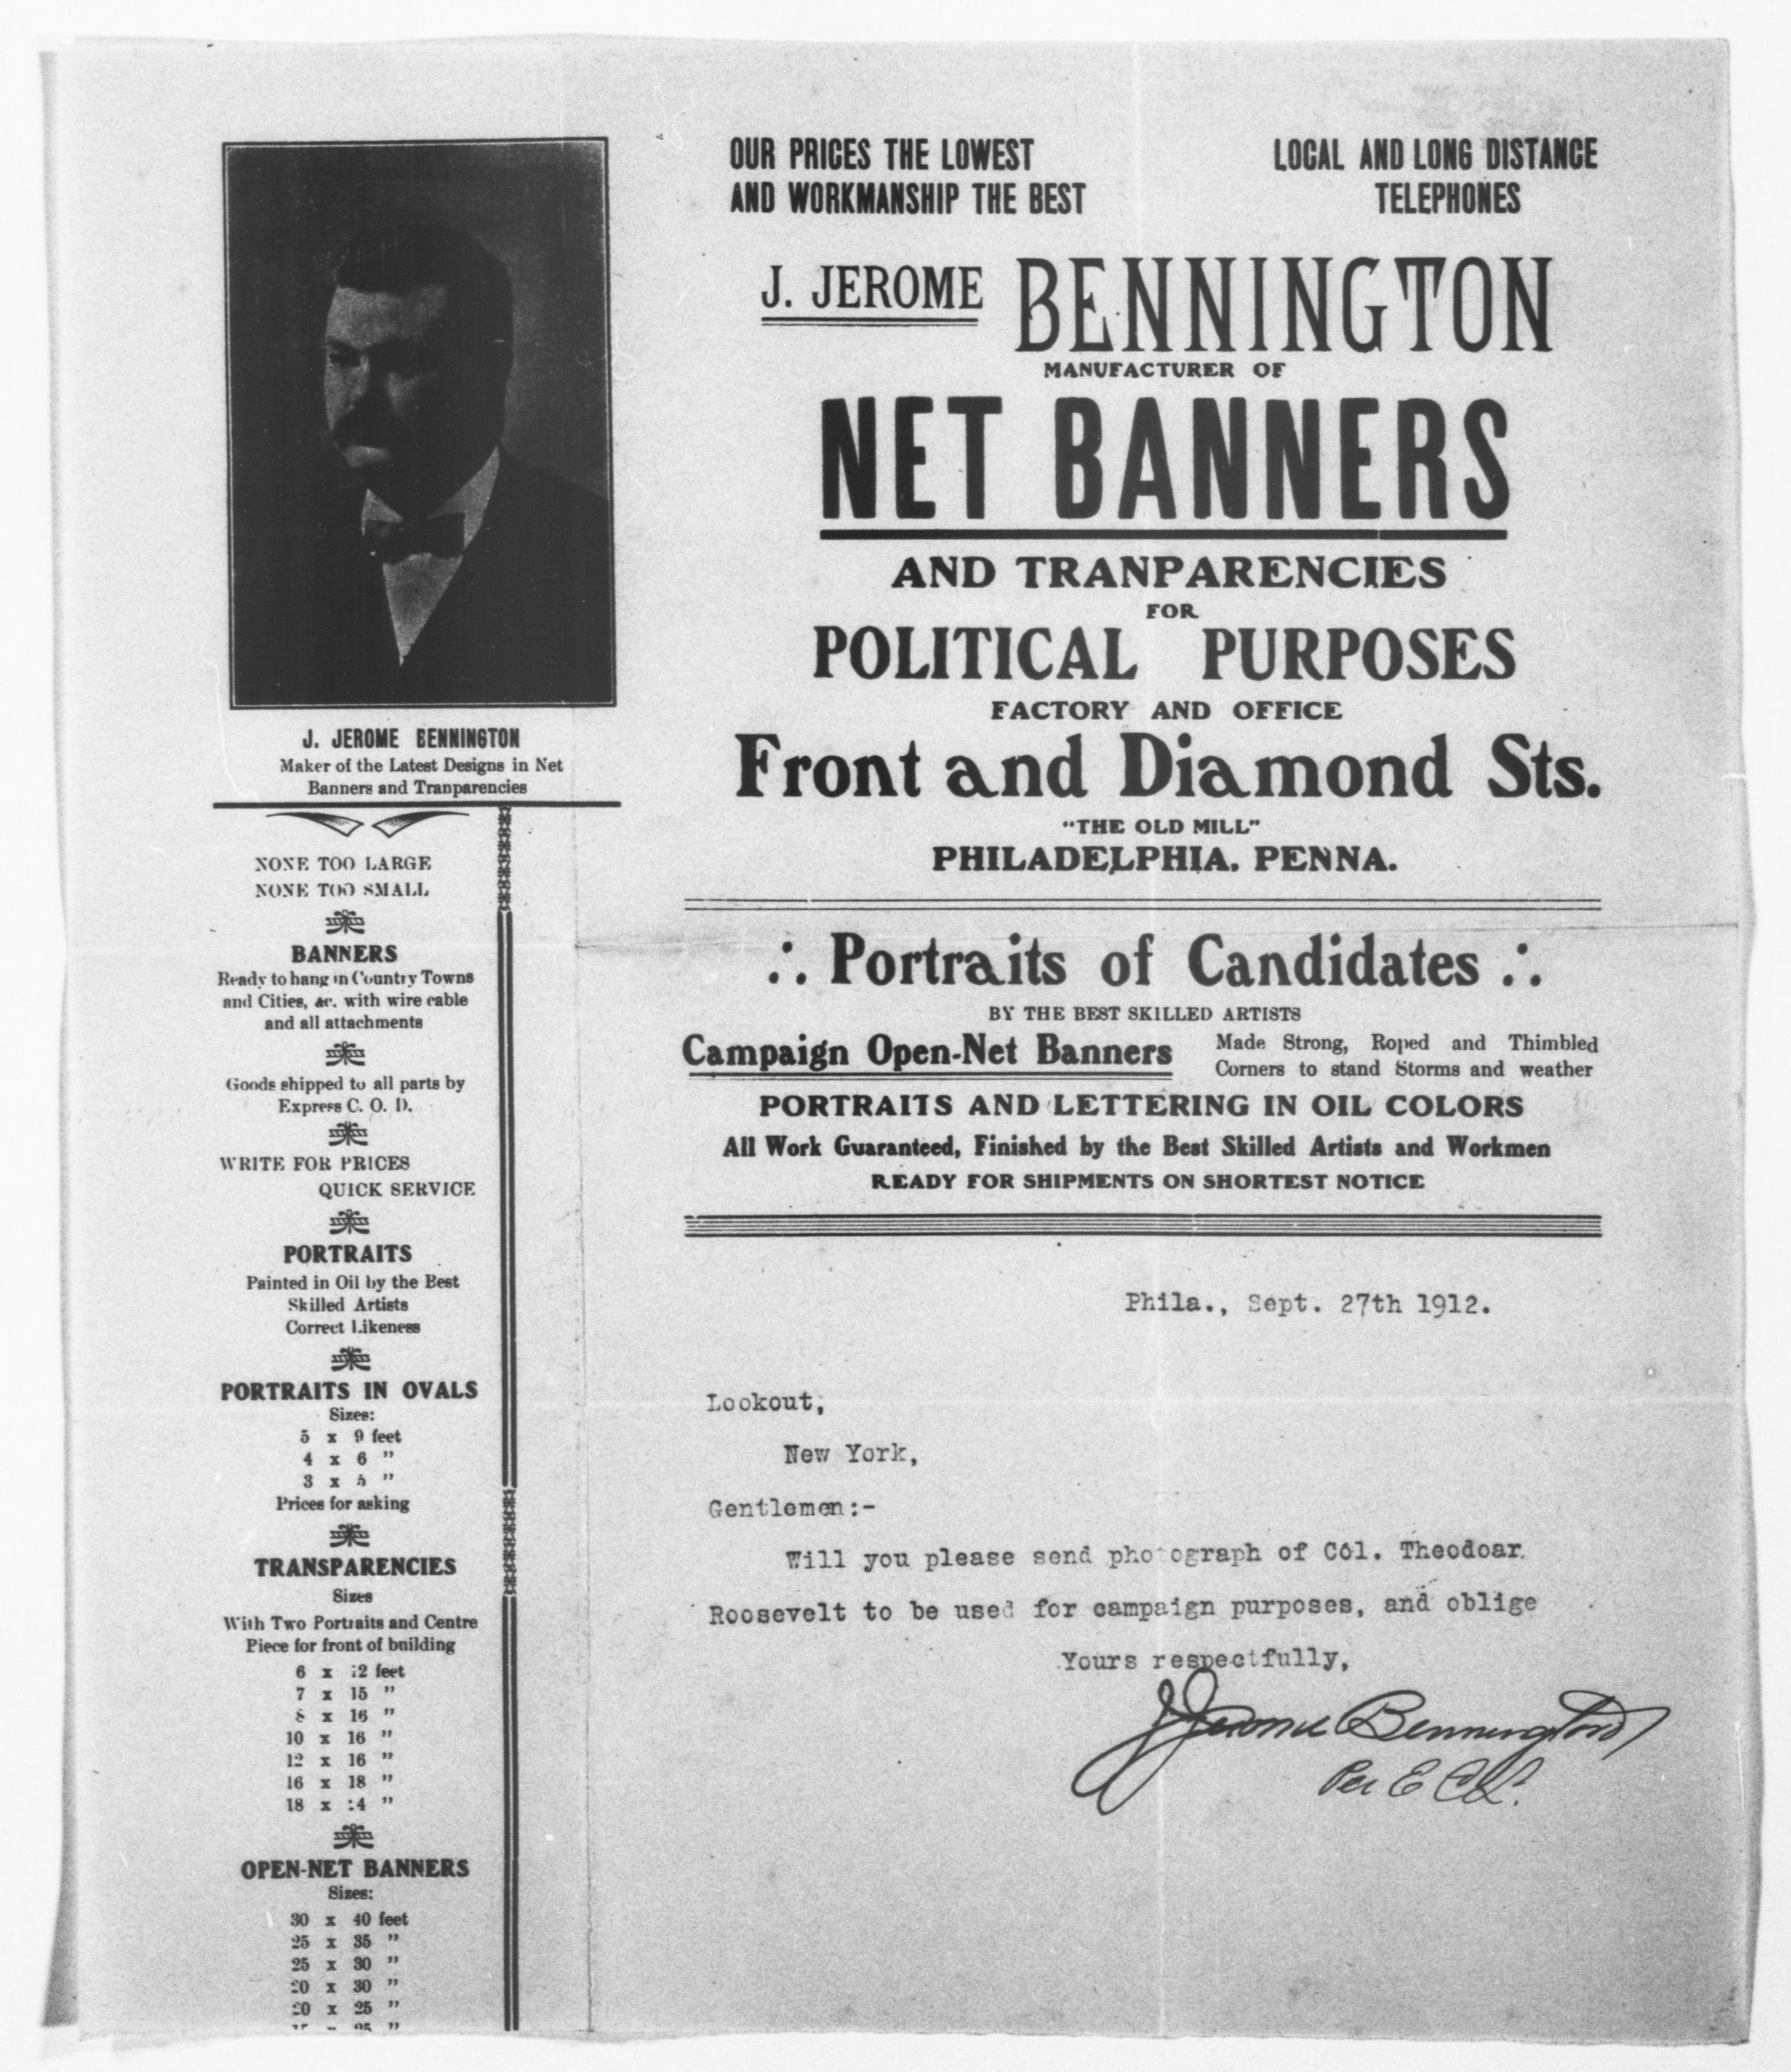 OUR PRICES THE LOWEST
AND WORKMANSHIP THE BEST
LOCAL AND LONG DISTANCE
TELEPHONES
J. JEROME BENNINGTON
MANUFACTURER OF
NET BANNERS
AND TRANPARENCIES
FOR
POLITICAL PURPOSES
FACTORY AND OFFICE
Front and Diamond Sts.
"THE OLD MILL"
PHILADELPHIA, PENNA.
∴ Portraits of Candidates ∴
BY THE BEST SKILLED ARTISTS
Campaign Open-Net Banners
Made Strong, Roped and Thimbled
Corners to stand Storms and weather
PORTRAITS AND LETTERING IN OIL COLORS
All Work Guaranteed, Finished by the Best Skilled Artists and Workmen
READY FOR SHIPMENTS ON SHORTEST NOTICE
J. JEROME BENNINGTON
Maker of the Latest Designs in Net
Banners and Tranparencies
NONE TOO LARGE
NONE TOO SMALL
BANNERS
Ready to hang in Country Towns
and Cities, &c. with wire cable
and all attachments
Goods shipped to all parts by
Express C. O. D.
WRITE FOR PRICES
QUICK SERVICE
PORTRAITS
Painted in Oil by the Best
Skilled Artists
Correct Likeness
PORTRAITS IN OVALS
Sizes:
5 x 9 feet
4 x 6 "
3 x 5 "
Prices for asking
TRANSPARENCIES
Sizes
With Two Portraits and Centre
Piece for front of building
6 x 12 feet
7 x 15 "
8 x 16 "
10 x 16 "
12 x 16 "
16 x 18 "
18 x 24 "
OPEN-NET BANNERS
Sizes:
30 x 40 feet
25 x 35 "
25 x 30 "
20 x 30 "
20 x 25 "
Phila., Sept. 27th 1912.
Lookout,
New York,
Gentlemen:-
Will you please send photograph of Col. Theodoar
Roosevelt to be used for campaign purposes, and oblige
Yours respectfully,
J Jerome Bennington
Per E